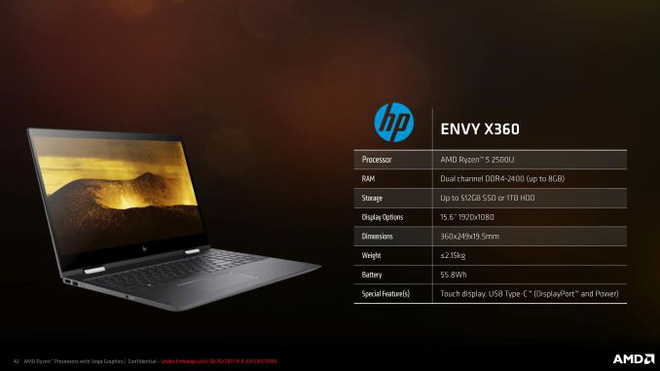 hp
ENVY X360
Processor AMD Ryzen™ 5 2500U
RAM Dual channel DDR4-2400 (up to 8GB)
Storage Up to 512GB SSD or 1TB HDD
Display Options 15.6" 1920x1080
Dimensions 360x249x19.5mm
Weight ≤2.15kg
Battery 55.8Wh
Special Feature(s) Touch display, USB Type-C™ (DisplayPort™ and Power)
42 AMD Ryzen™ Processors with Vega Graphics | Confidential –
AMD